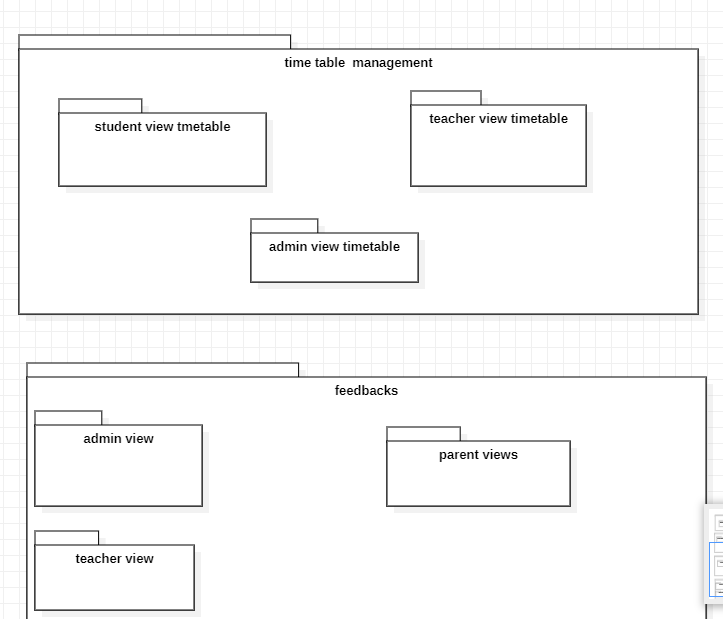 time table  management
student view tmetable
teacher view timetable
admin view timetable
feedbacks
admin view
parent views
teacher view